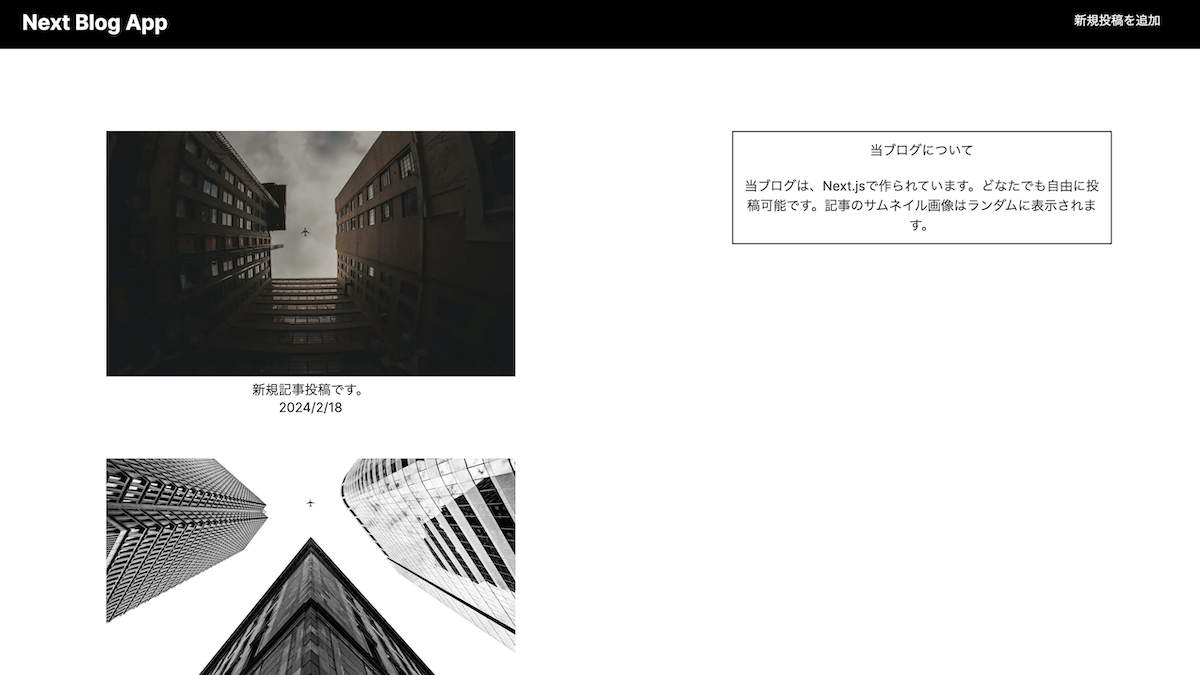 Next Blog App
新規投稿を追加
新規記事投稿です。
2024/2/18
当ブログについて
当ブログは、Next.jsで作られています。どなたでも自由に投
稿可能です。記事のサムネイル画像はランダムに表示されま
す。